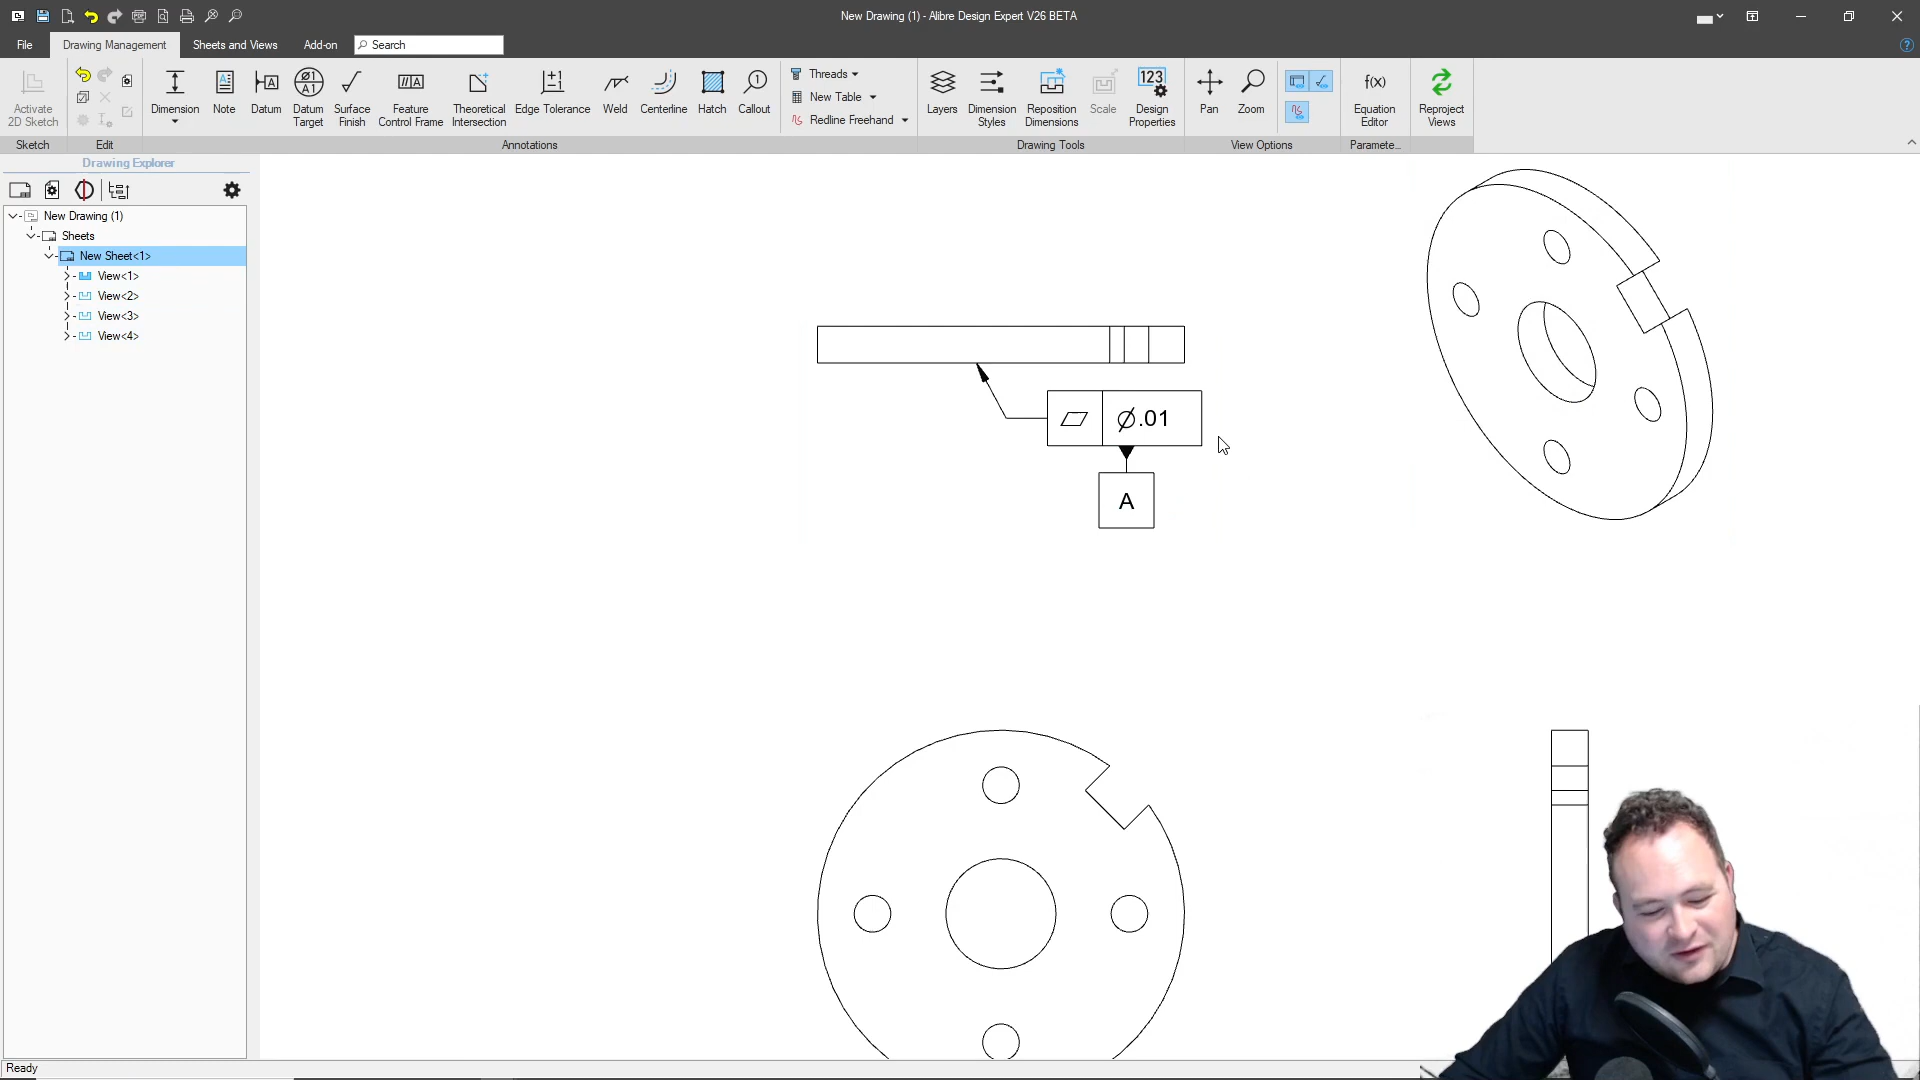 New Drawing (1) - Alibre Design Expert V26 BETA
File
Drawing Management
Sheets and Views
Add-on
Search
Activate
2D Sketch
Dimension
Note
Datum
Datum
Target
Surface
Finish
Feature
Control Frame
Theoretical
Intersection
Edge Tolerance
Weld
Centerline
Hatch
Callout
Threads
New Table
Redline Freehand
Layers
Dimension
Styles
Reposition
Dimensions
Scale
Design
Properties
Pan
Zoom
Equation
Editor
Reproject
Views
Sketch
Edit
Annotations
Drawing Tools
View Options
Paramete...
Drawing Explorer
New Drawing (1)
Sheets
New Sheet<1>
View<1>
View<2>
View<3>
View<4>
⌀.01
A
Ready